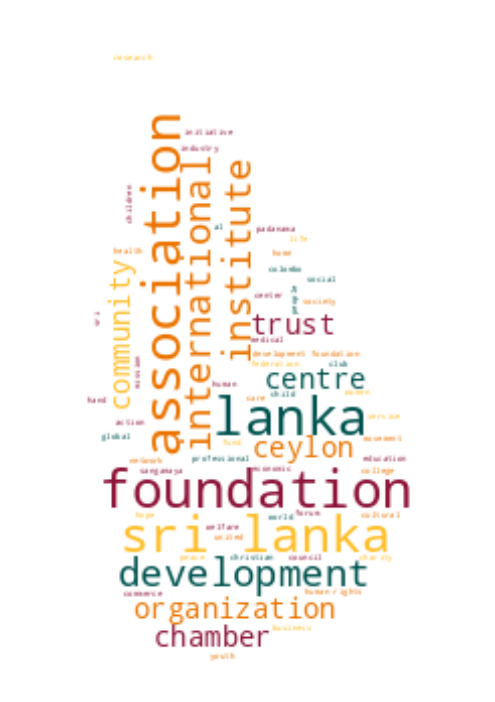 research
association
initiative
industry
international
institute
children
al
padanama
life
health
home
community
colombo
social
people
center
society
sri
trust
medical
development foundation
mission
federation
club
centre
human
women
care
child
hand
lanka
action
service
global
fund
ceylon
movement
network
professional
education
sangamaya
economic
college
foundation
hope
world
forum
cultural
welfare
sri lanka
united
peace
christian
council
charity
development
commerce
human rights
organization
business
chamber
youth